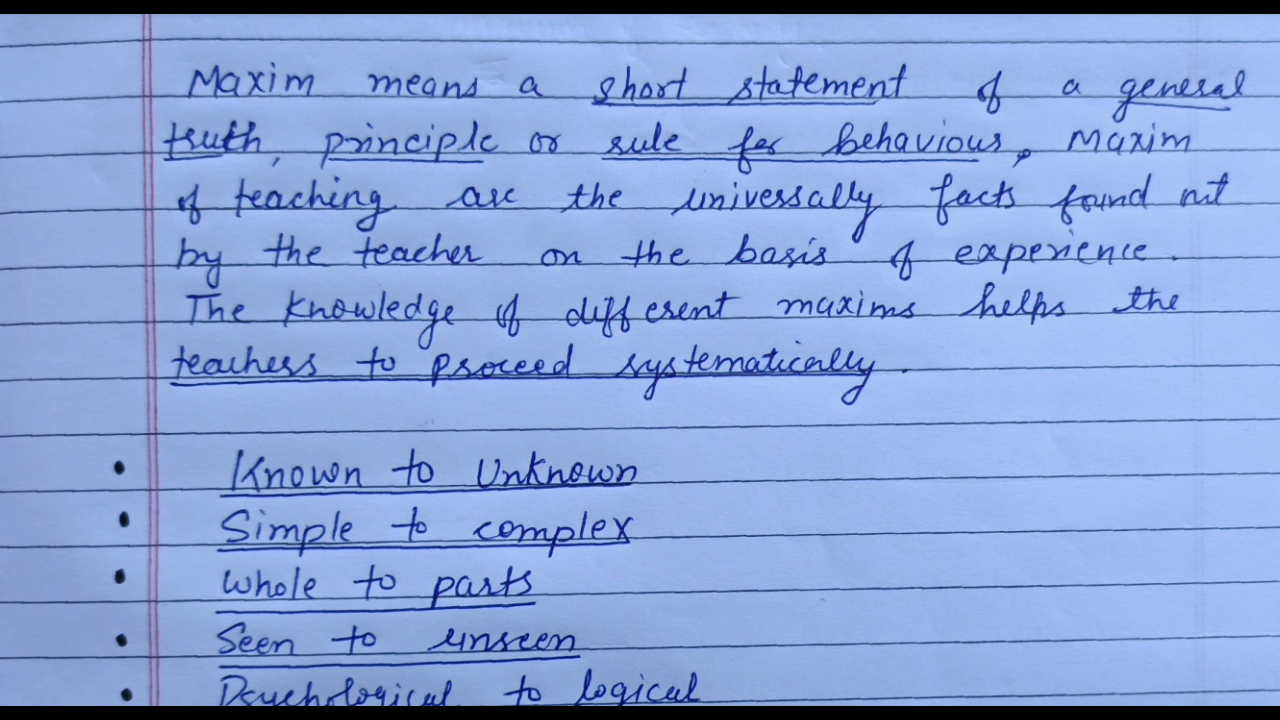 Maxim means a short statement of a general
truth, principle or rule for behaviour. Maxim
of teaching are the universally facts found out
by the teacher on the basis of experience.
The knowledge of different maxims helps the
teachers to proceed systematically.
• Known to Unknown
• Simple to complex
• Whole to parts
• Seen to unseen
• Psychological to logical